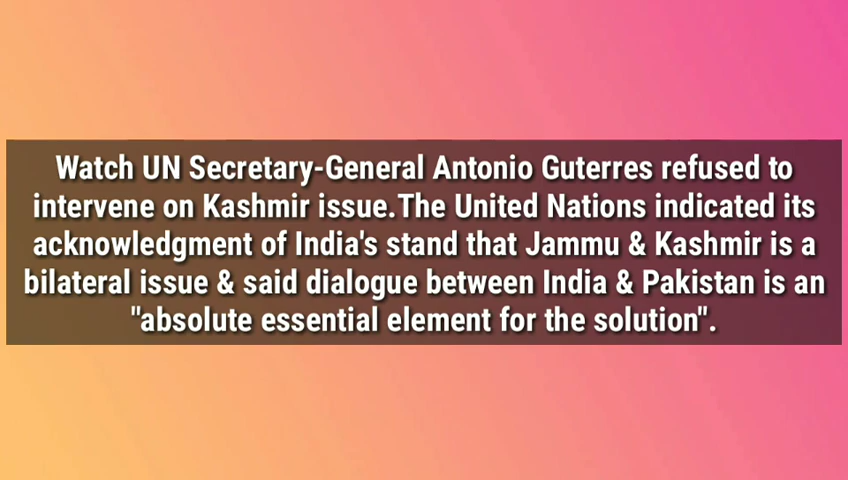 Watch UN Secretary-General Antonio Guterres refused to
intervene on Kashmir issue.The United Nations indicated its
acknowledgment of India's stand that Jammu & Kashmir is a
bilateral issue & said dialogue between India & Pakistan is an
"absolute essential element for the solution".